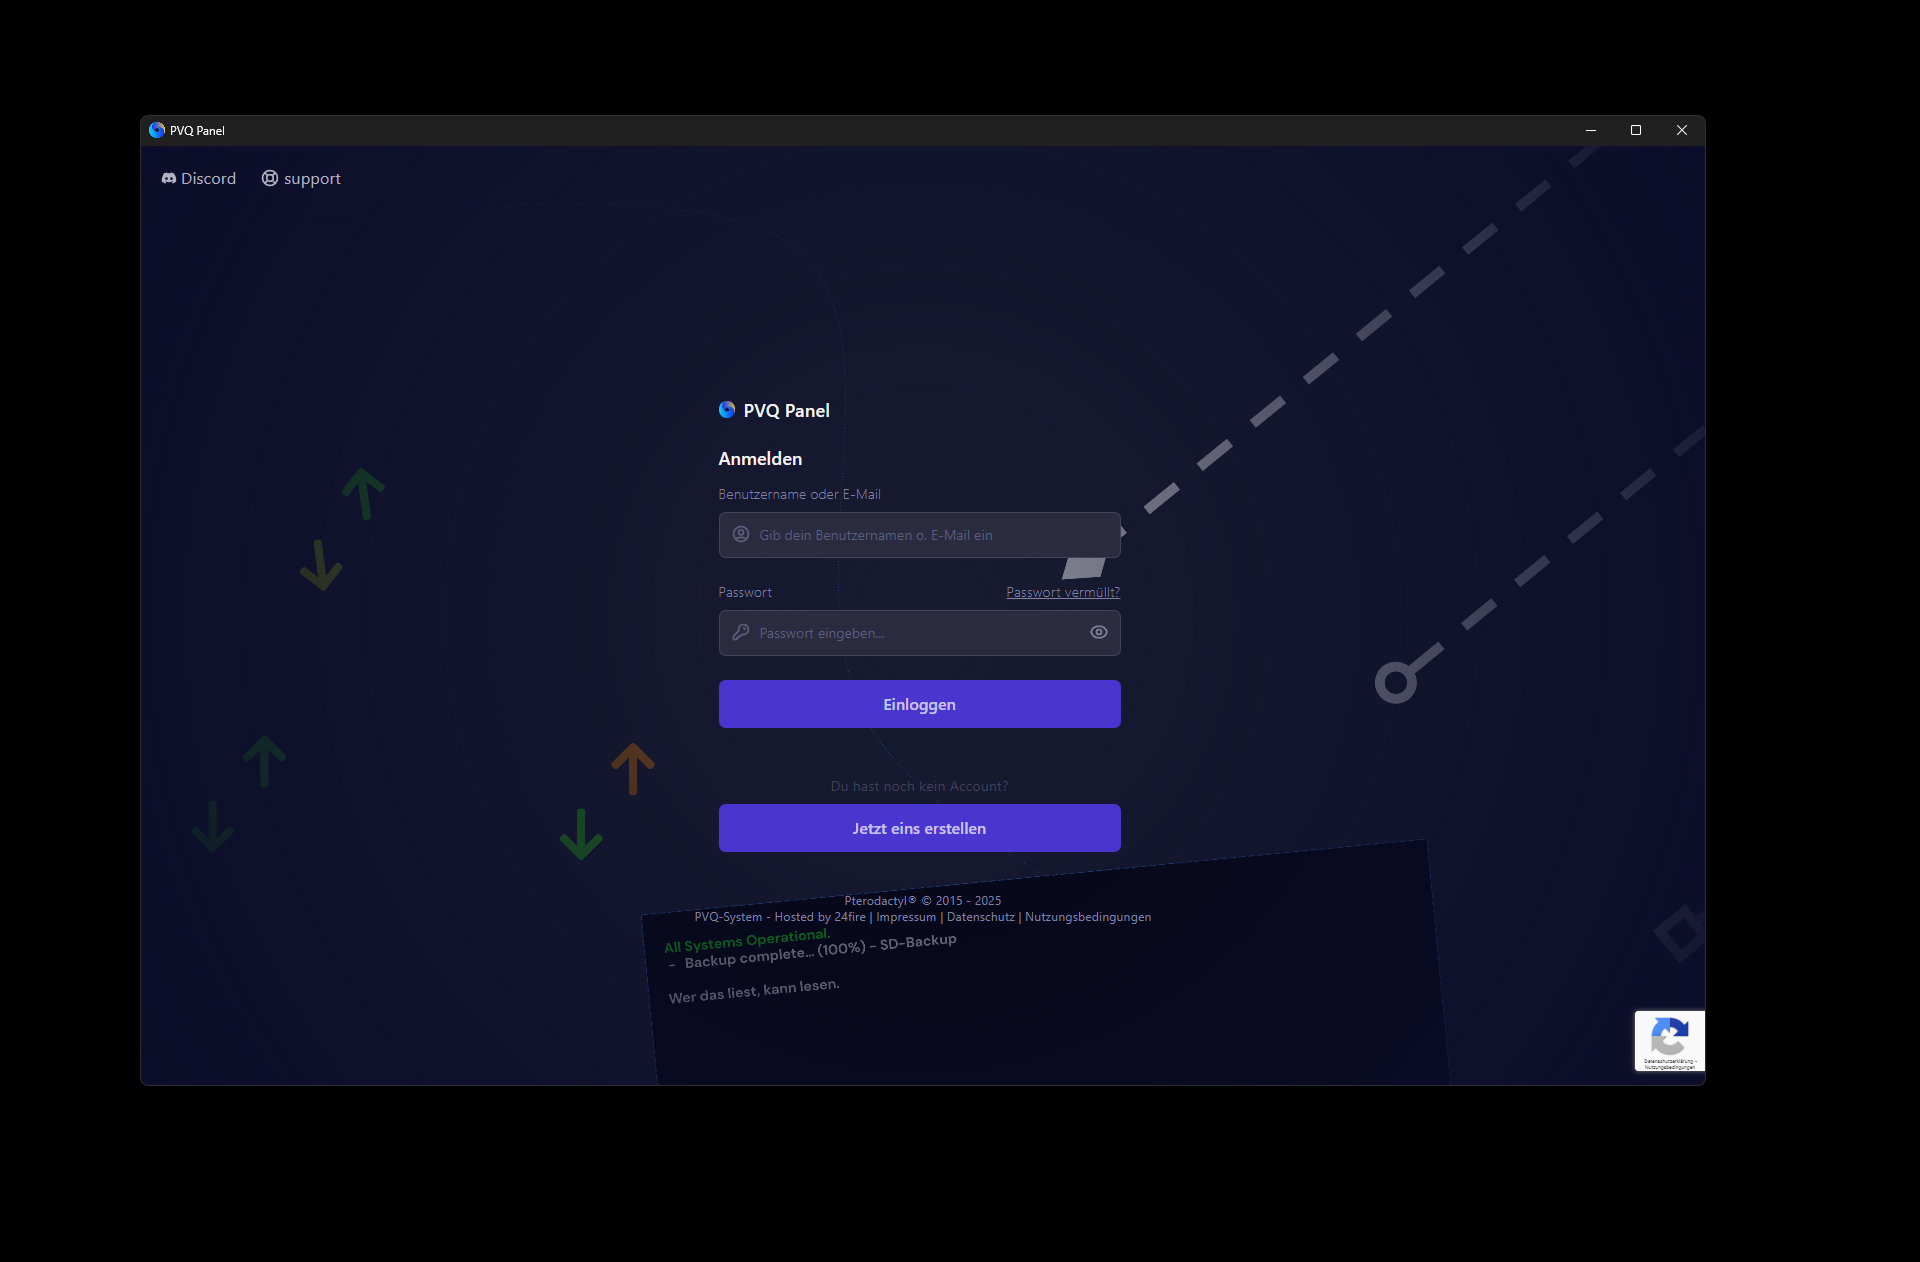 PVQ Panel
Discord
support
PVQ Panel
Anmelden
Benutzername oder E-Mail
Gib dein Benutzernamen o. E-Mail ein
Passwort
Passwort vermüllt?
Passwort eingeben...
Einloggen
Du hast noch kein Account?
Jetzt eins erstellen
Pterodactyl® © 2015 - 2025
PVQ-System - Hosted by 24fire | Impressum | Datenschutz | Nutzungsbedingungen
All Systems Operational.
- Backup complete... (100%) - SD-Backup
Wer das liest, kann lesen.
Datenschutzerklärung -
Nutzungsbedingungen